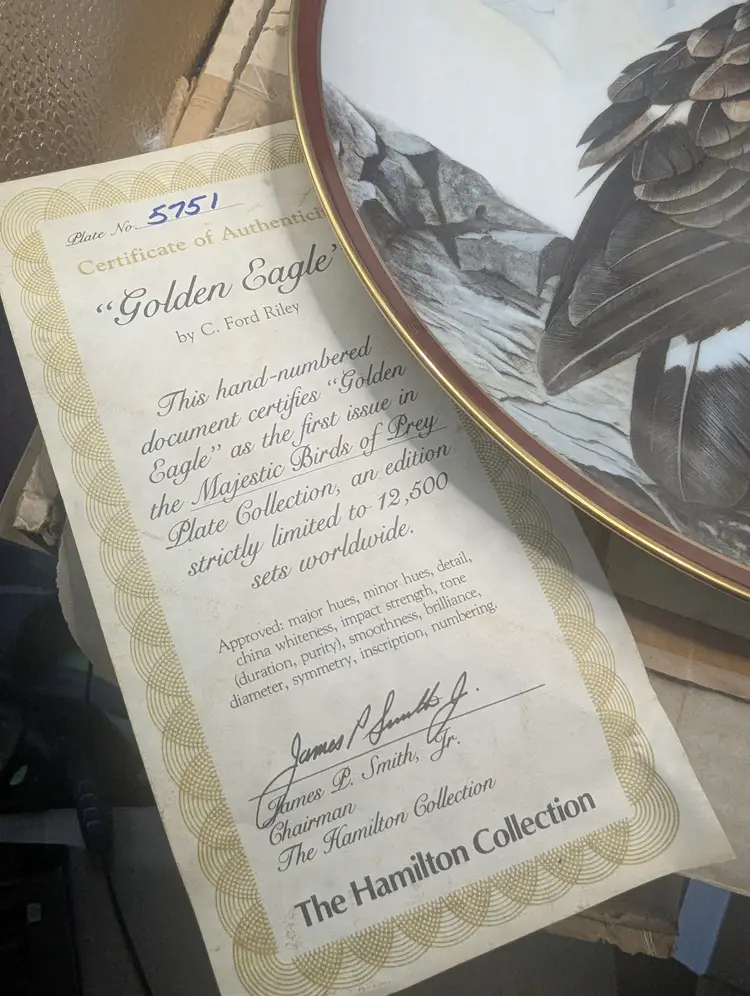 Plate No. 5751
Certificate of Authentici
"Golden Eagle"
by C. Ford Riley
This hand-numbered
document certifies "Golden
Eagle" as the first issue in
the Majestic Birds of Prey
Plate Collection, an edition
strictly limited to 12,500
sets worldwide.
Approved: major hues, minor hues, detail,
china whiteness, impact strength, tone
(duration, purity), smoothness, brilliance,
diameter, symmetry, inscription, numbering.
James P Smith Jr.
James P. Smith, Jr.
Chairman
The Hamilton Collection
The Hamilton Collection